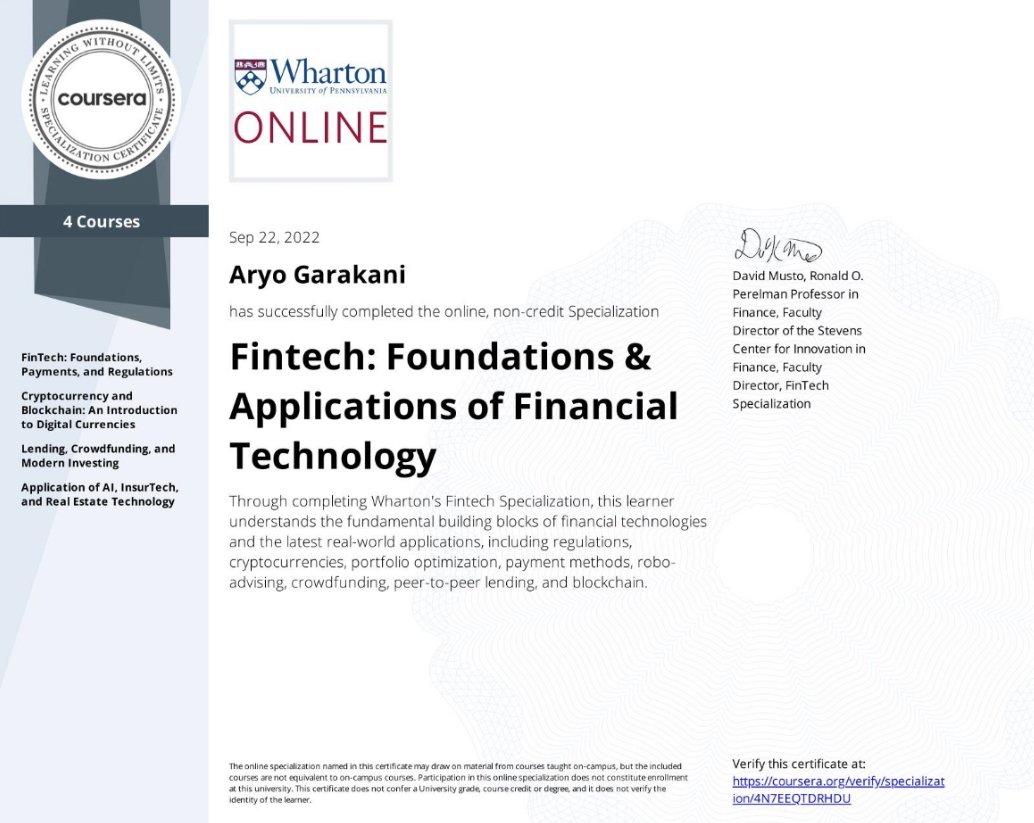 LEARNING WITHOUT LIMITS
coursera
SPECIALIZATION CERTIFICATE
4 Courses
FinTech: Foundations,
Payments, and Regulations
Cryptocurrency and
Blockchain: An Introduction
to Digital Currencies
Lending, Crowdfunding, and
Modern Investing
Application of AI, InsurTech,
and Real Estate Technology
Wharton
UNIVERSITY of PENNSYLVANIA
ONLINE
Sep 22, 2022
Aryo Garakani
has successfully completed the online, non-credit Specialization
Fintech: Foundations &
Applications of Financial
Technology
Through completing Wharton's Fintech Specialization, this learner
understands the fundamental building blocks of financial technologies
and the latest real-world applications, including regulations,
cryptocurrencies, portfolio optimization, payment methods, robo-
advising, crowdfunding, peer-to-peer lending, and blockchain.
David Musto, Ronald O.
Perelman Professor in
Finance, Faculty
Director of the Stevens
Center for Innovation in
Finance, Faculty
Director, FinTech
Specialization
The online specialization named in this certificate may draw on material from courses taught on-campus, but the included
courses are not equivalent to on-campus courses. Participation in this online specialization does not constitute enrollment
at this university. This certificate does not confer a University grade, course credit or degree, and it does not verify the
identity of the learner.
Verify this certificate at:
https://coursera.org/verify/specializat
ion/4N7EEQTDRHDU